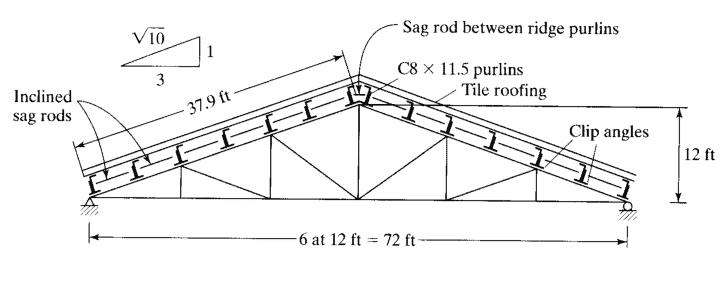 Sag rod between ridge purlins
√10
1
3
C8 × 11.5 purlins
Tile roofing
Inclined
sag rods
37.9 ft
Clip angles
12 ft
6 at 12 ft = 72 ft